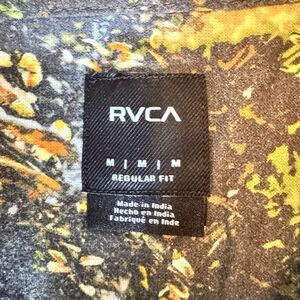 RVCA
M | M | M
REGULAR FIT
Made in India
Hecho en India
Fabriqué en Inde